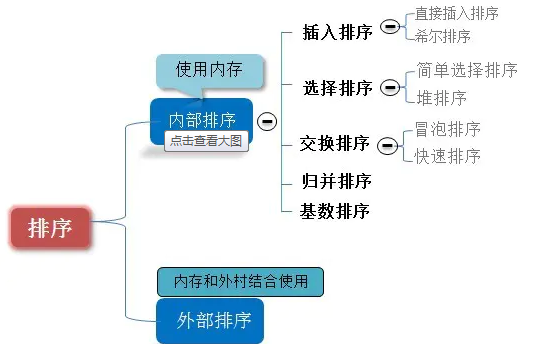 排序
使用内存
内部排序
点击查看大图
插入排序
直接插入排序
希尔排序
选择排序
简单选择排序
堆排序
交换排序
冒泡排序
快速排序
归并排序
基数排序
内存和外村结合使用
外部排序